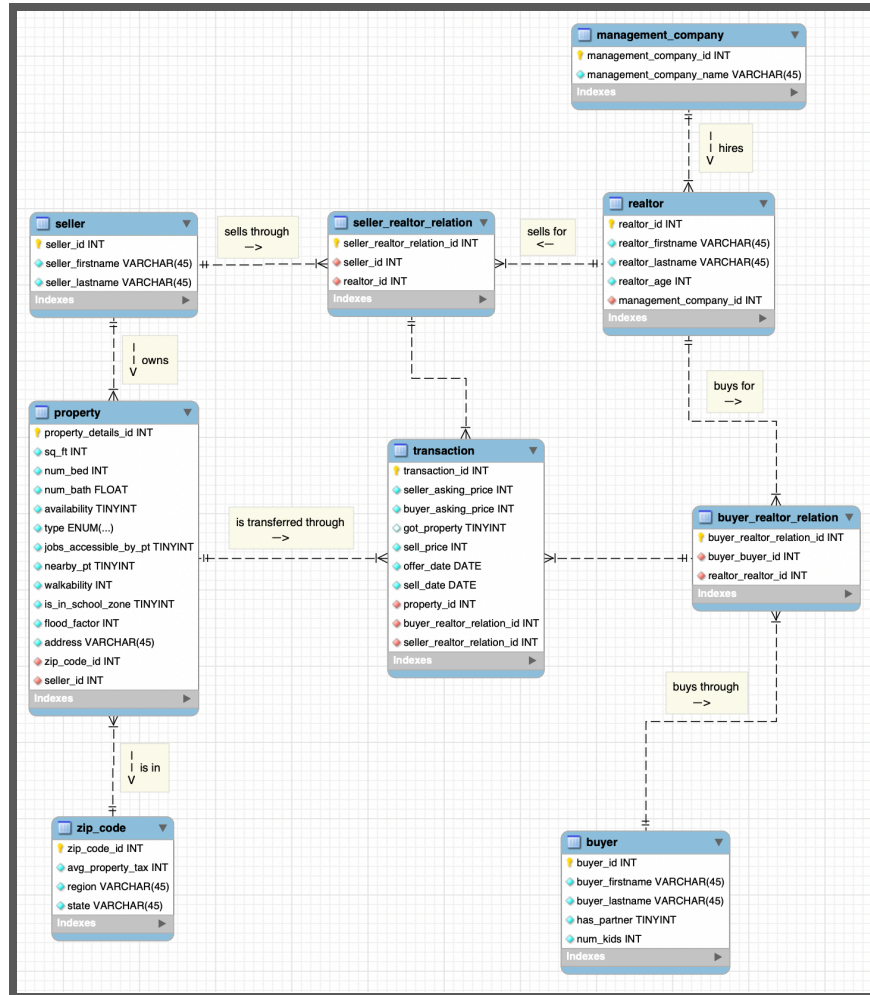 management_company
management_company_id INT
management_company_name VARCHAR(45)
Indexes
|
| hires
V
seller
seller_id INT
seller_firstname VARCHAR(45)
seller_lastname VARCHAR(45)
Indexes
sells through
—>
seller_realtor_relation
seller_realtor_relation_id INT
seller_id INT
realtor_id INT
Indexes
sells for
<—
realtor
realtor_id INT
realtor_firstname VARCHAR(45)
realtor_lastname VARCHAR(45)
realtor_age INT
management_company_id INT
Indexes
|
| owns
V
buys for
—>
property
property_details_id INT
sq_ft INT
num_bed INT
num_bath FLOAT
availability TINYINT
type ENUM(...)
jobs_accessible_by_pt TINYINT
nearby_pt TINYINT
walkability INT
is_in_school_zone TINYINT
flood_factor INT
address VARCHAR(45)
zip_code_id INT
seller_id INT
Indexes
is transferred through
—>
transaction
transaction_id INT
seller_asking_price INT
buyer_asking_price INT
got_property TINYINT
sell_price INT
offer_date DATE
sell_date DATE
property_id INT
buyer_realtor_relation_id INT
seller_realtor_relation_id INT
Indexes
buyer_realtor_relation
buyer_realtor_relation_id INT
buyer_buyer_id INT
realtor_realtor_id INT
Indexes
buys through
—>
|
| is in
V
zip_code
zip_code_id INT
avg_property_tax INT
region VARCHAR(45)
state VARCHAR(45)
Indexes
buyer
buyer_id INT
buyer_firstname VARCHAR(45)
buyer_lastname VARCHAR(45)
has_partner TINYINT
num_kids INT
Indexes